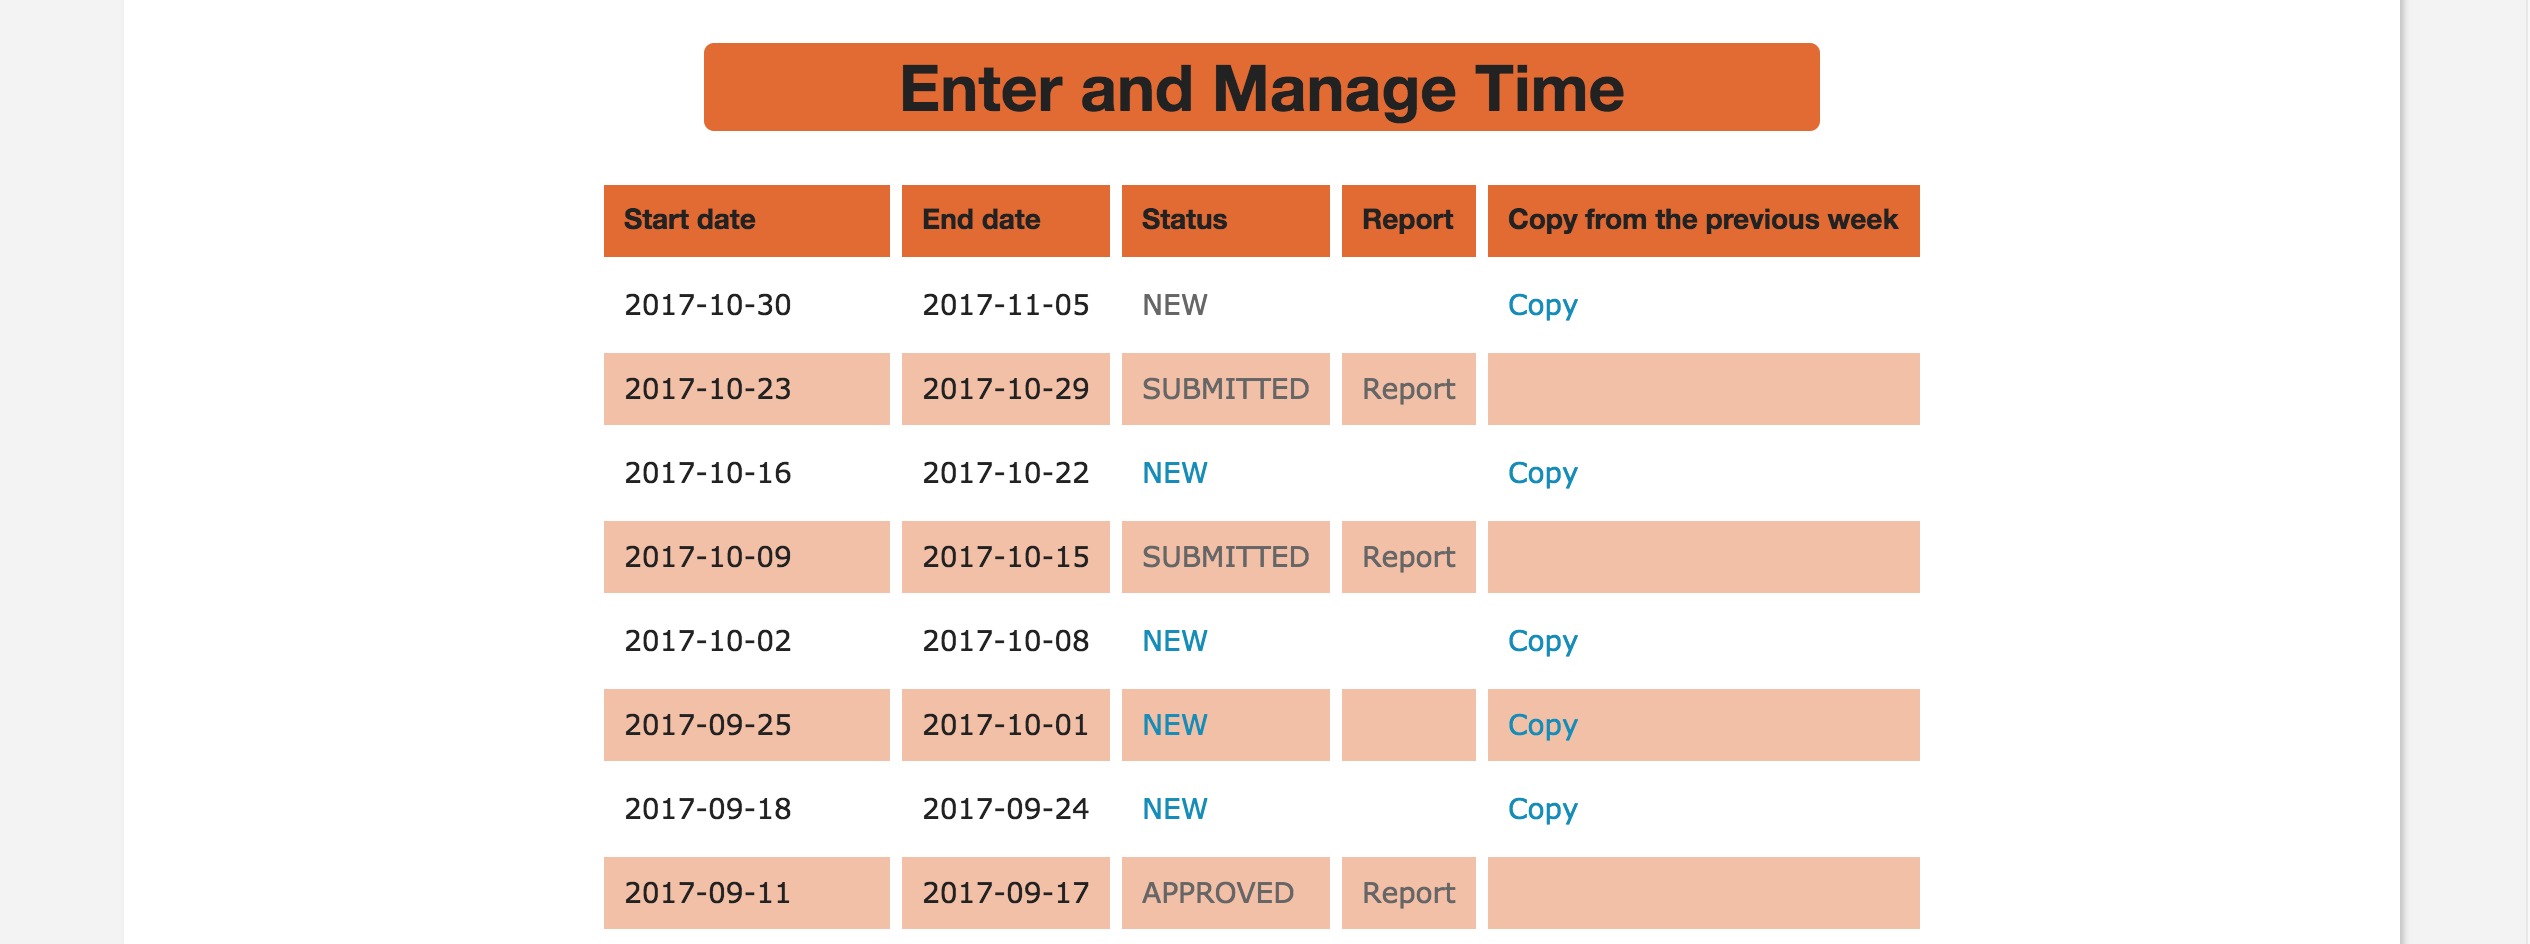 Enter and Manage Time
Start date End date Status Report Copy from the previous week
2017-10-30 2017-11-05 NEW Copy
2017-10-23 2017-10-29 SUBMITTED Report
2017-10-16 2017-10-22 NEW Copy
2017-10-09 2017-10-15 SUBMITTED Report
2017-10-02 2017-10-08 NEW Copy
2017-09-25 2017-10-01 NEW Copy
2017-09-18 2017-09-24 NEW Copy
2017-09-11 2017-09-17 APPROVED Report